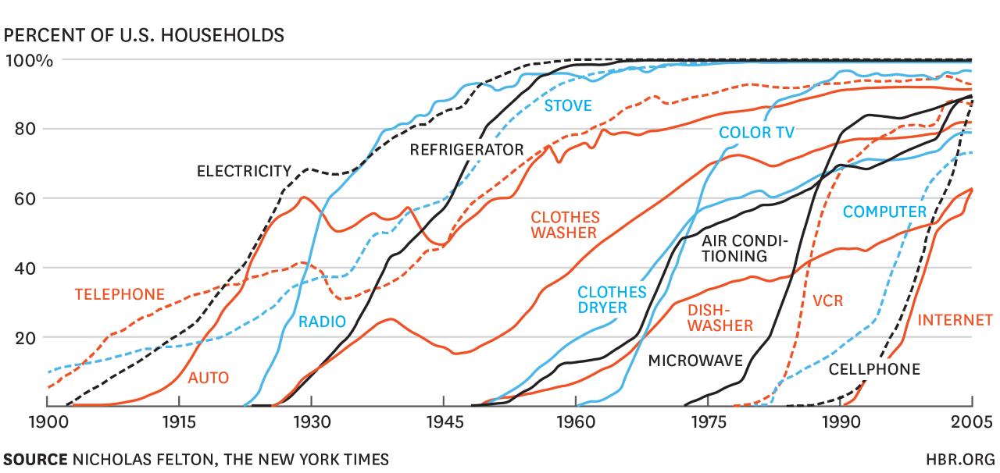 PERCENT OF U.S. HOUSEHOLDS
100%
80
60
40
20
STOVE
COLOR TV
REFRIGERATOR
ELECTRICITY
COMPUTER
CLOTHES
WASHER
AIR CONDI-
TIONING
TELEPHONE
CLOTHES
DRYER
VCR
DISH-
WASHER
RADIO
INTERNET
MICROWAVE
CELLPHONE
AUTO
1900
1915
1930
1945
1960
1975
1990
2005
SOURCE NICHOLAS FELTON, THE NEW YORK TIMES
HBR.ORG